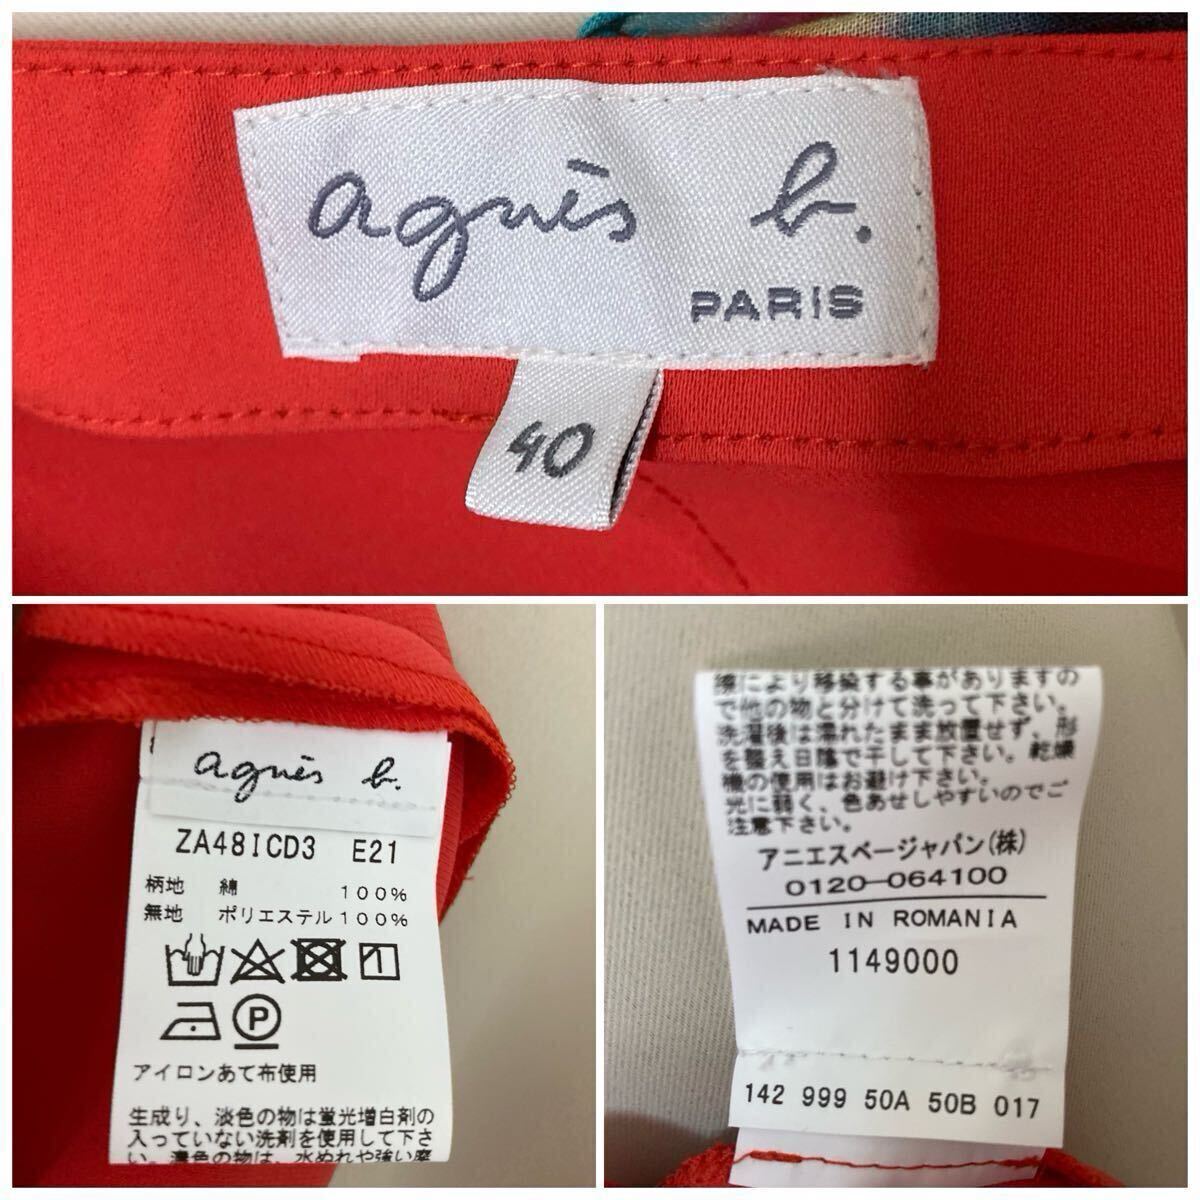 agnēs b.
PARIS
40
agnès b.
ZA48ICD3 E21
柄地 綿 100%
無地 ポリエステル100%
P
アイロンあて布使用
生成り、淡色の物は蛍光増白剤の
入っていない洗剤を使用して下さ
い。濃色の物は、水ぬれや強い摩
擦により移染する事がありますの
で他の物と分けて洗って下さい。
洗濯後は濡れたまま放置せず、形
を整え日陰で干して下さい。乾燥
機の使用はお避け下さい。
光に弱く、色あせしやすいのでご
注意下さい。
アニエスベージャパン(株)
0120-064100
MADE IN ROMANIA
1149000
142 999 50A 50B 017